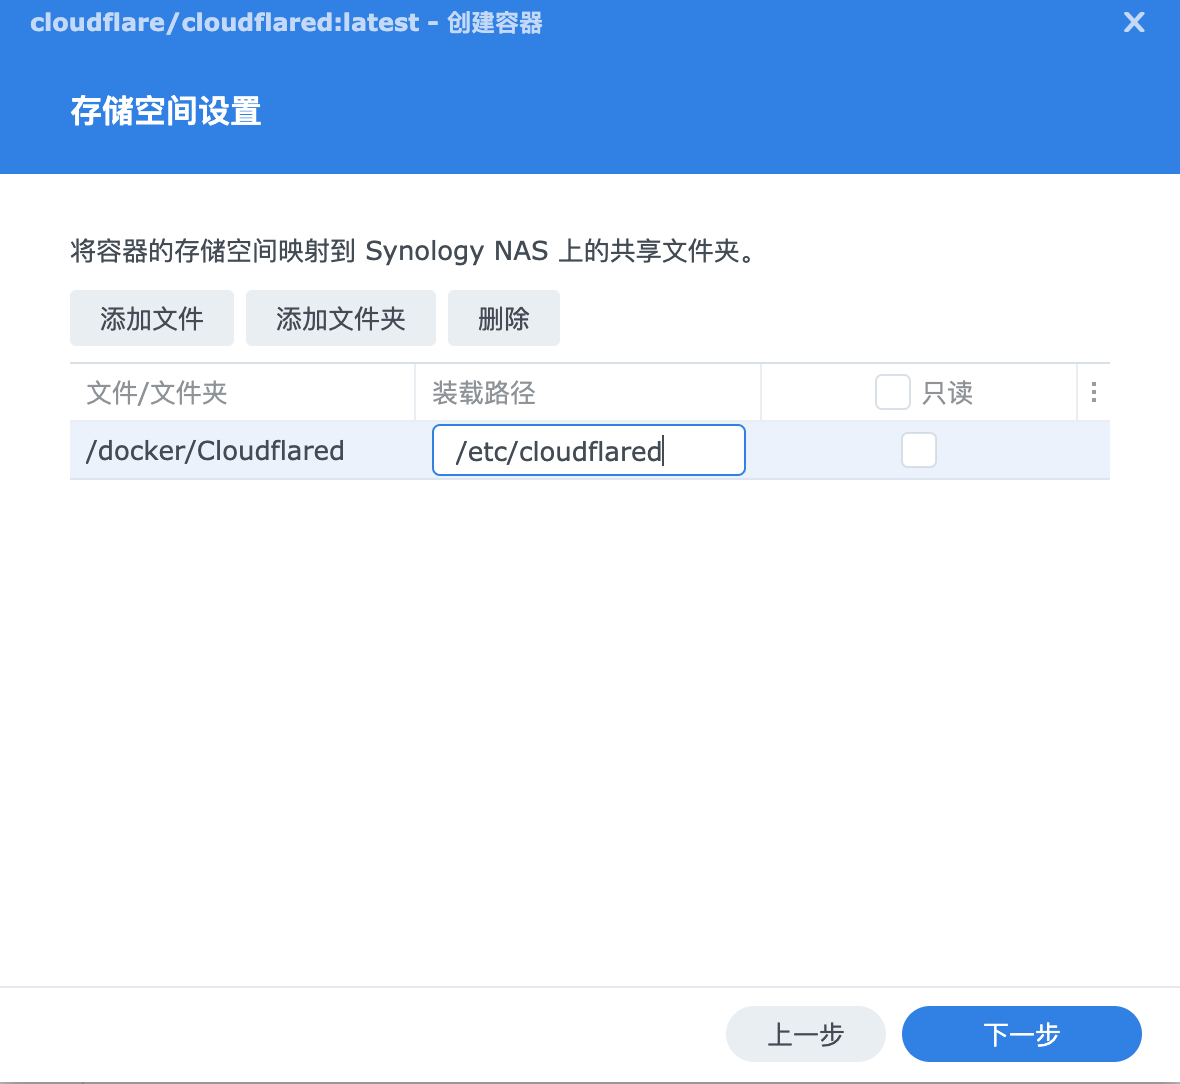 cloudflare/cloudflared:latest - 创建容器
存储空间设置
将容器的存储空间映射到 Synology NAS 上的共享文件夹。
添加文件 添加文件夹 删除
文件/文件夹 装载路径 只读
/docker/Cloudflared /etc/cloudflared
上一步 下一步